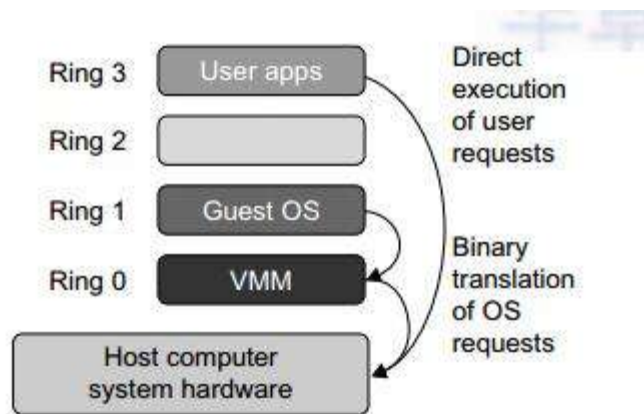 Ring 3
User apps
Direct
execution
of user
requests
Ring 2
Ring 1
Guest OS
Ring 0
VMM
Binary
translation
of OS
requests
Host computer
system hardware